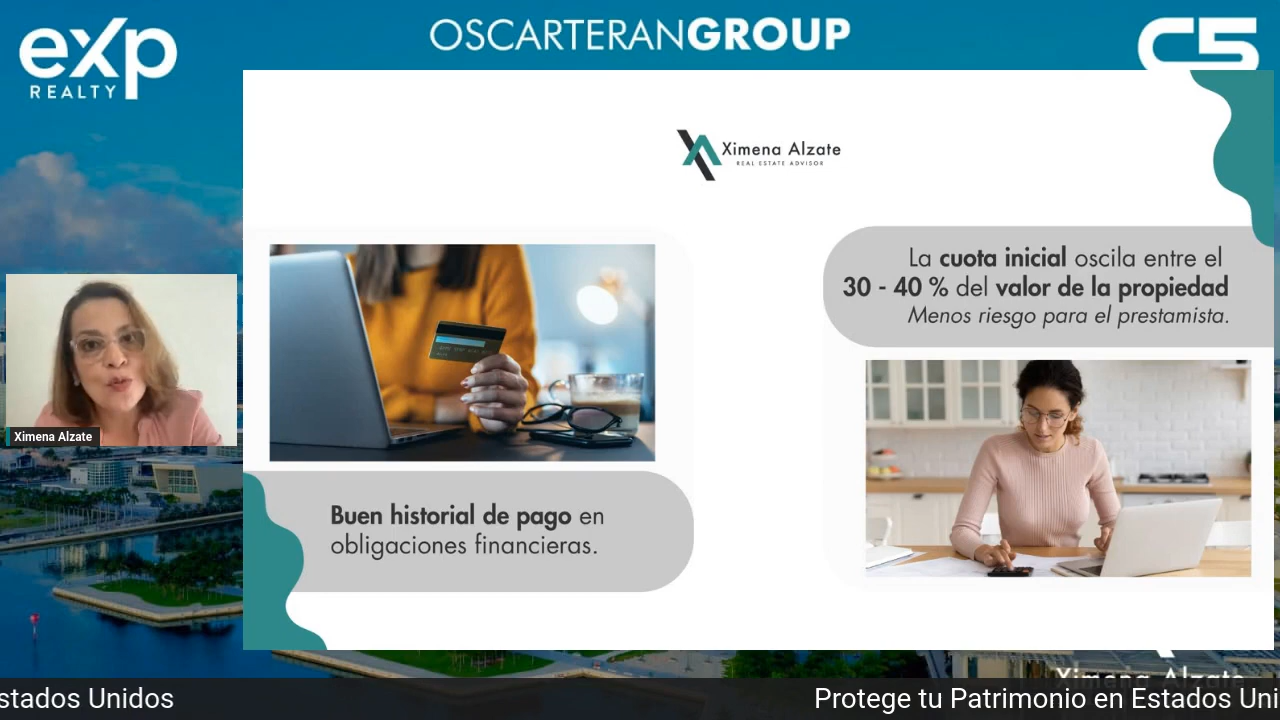 eXp
REALTY
OSCARTERANGROUP
C5
Ximena Alzate
REAL ESTATE ADVISOR
La cuota inicial oscila entre el
30 - 40 % del valor de la propiedad
Menos riesgo para el prestamista.
Buen historial de pago en
obligaciones financieras.
Ximena Alzate
Ximena Alzate
stados Unidos
Protege tu Patrimonio en Estados Uni